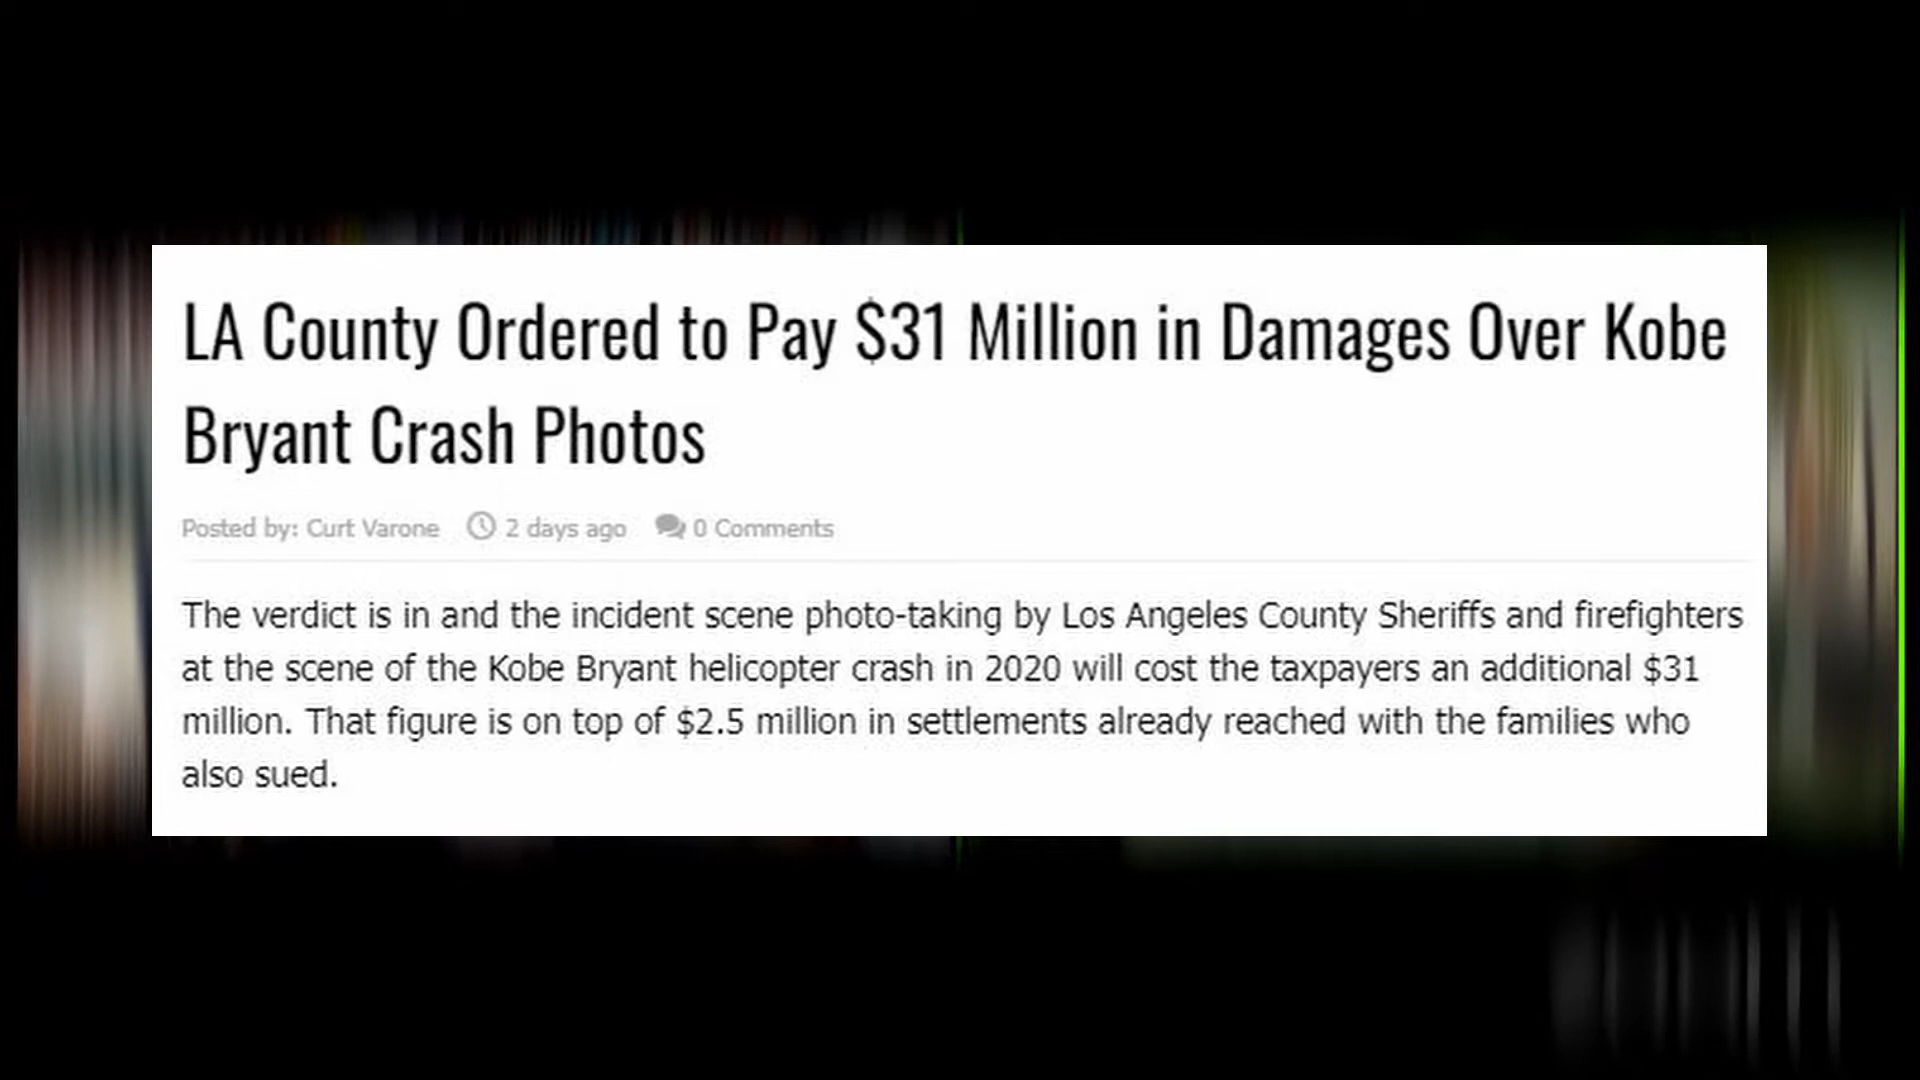 LA County Ordered to Pay $31 Million in Damages Over Kobe
Bryant Crash Photos
Posted by: Curt Varone 2 days ago 0 Comments
The verdict is in and the incident scene photo-taking by Los Angeles County Sheriffs and firefighters
at the scene of the Kobe Bryant helicopter crash in 2020 will cost the taxpayers an additional $31
million. That figure is on top of $2.5 million in settlements already reached with the families who
also sued.